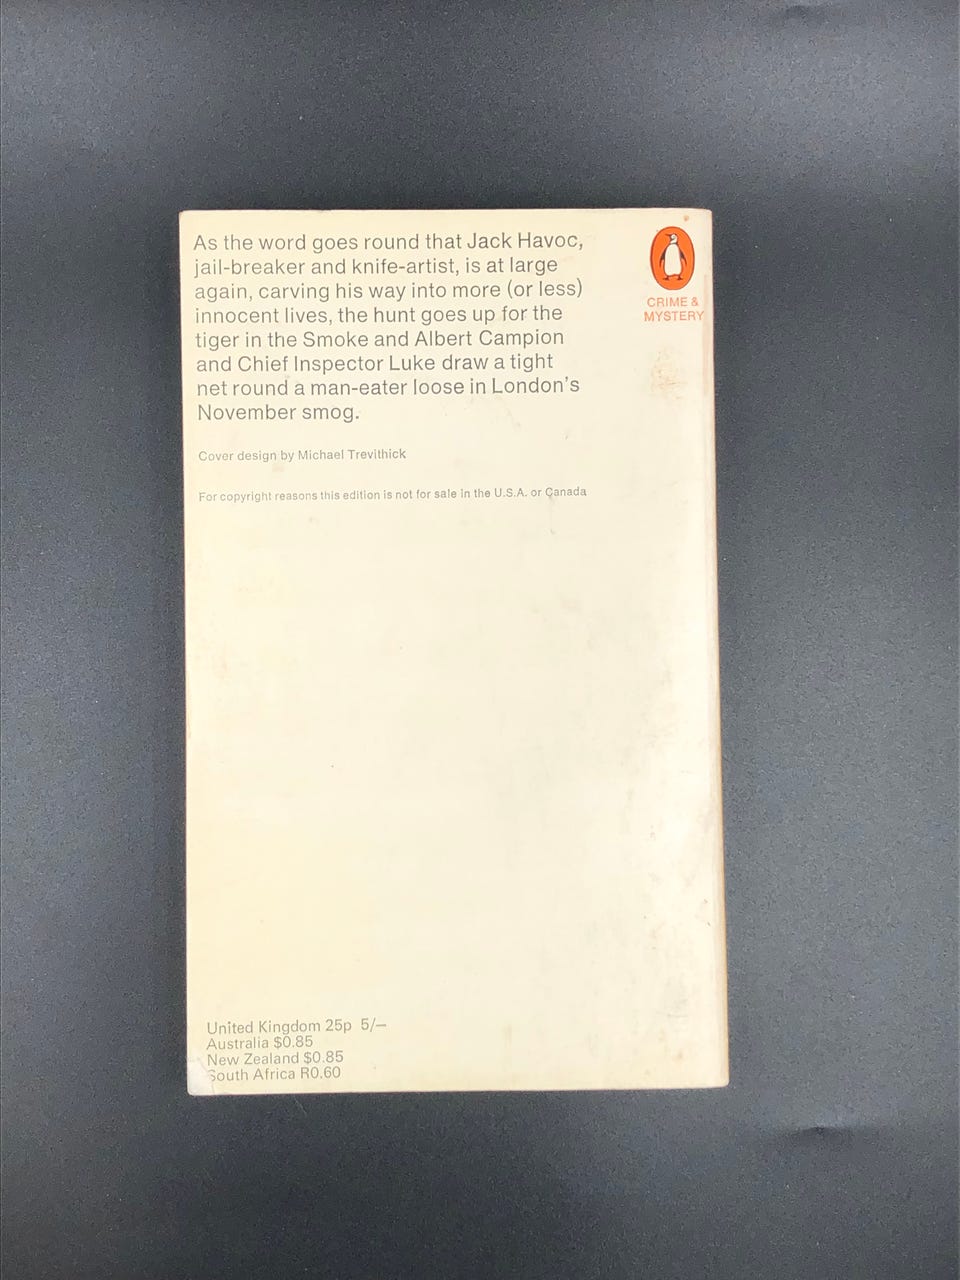 As the word goes round that Jack Havoc,
jail-breaker and knife-artist, is at large
again, carving his way into more (or less)
innocent lives, the hunt goes up for the
tiger in the Smoke and Albert Campion
and Chief Inspector Luke draw a tight
net round a man-eater loose in London's
November smog.
Cover design by Michael Trevithick
For copyright reasons this edition is not for sale in the U.S.A. or Canada
CRIME &
MYSTERY
United Kingdom 25p 5/–
Australia $0.85
New Zealand $0.85
South Africa R0.60